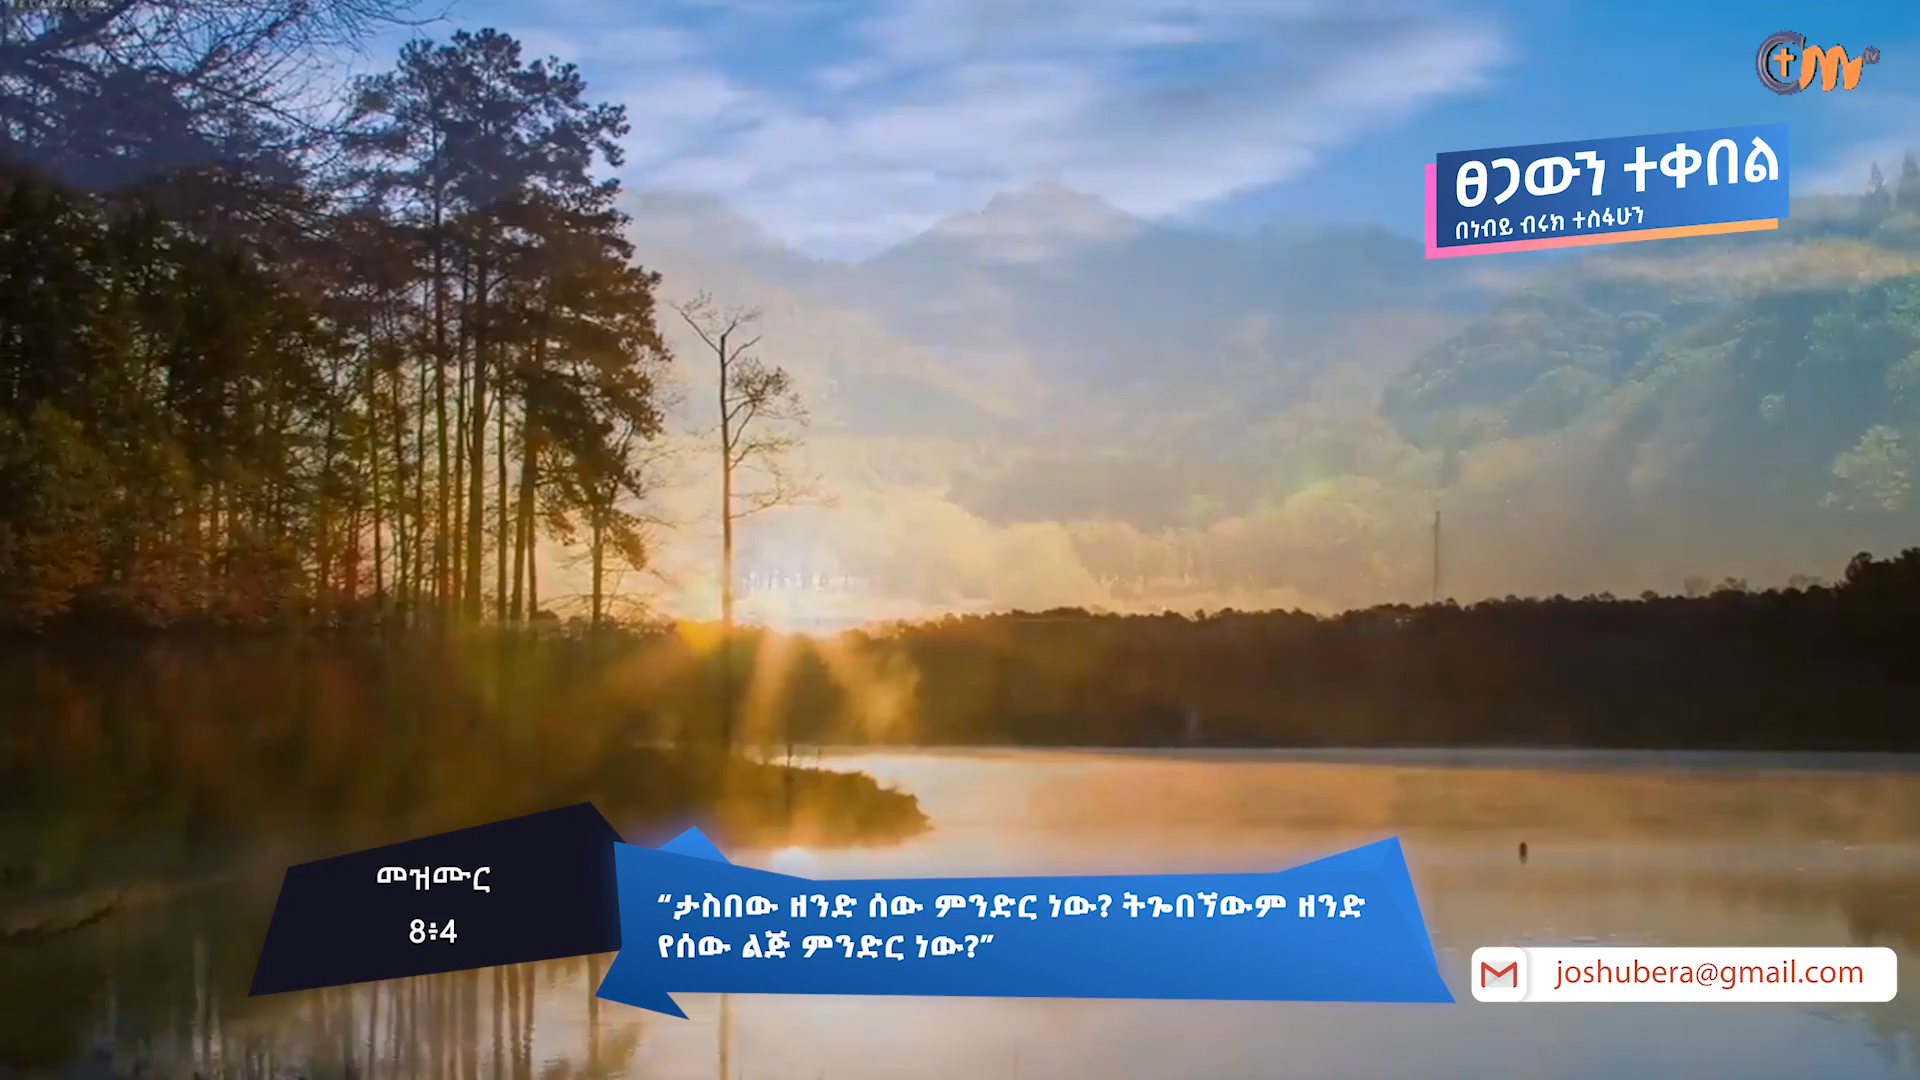 ፀጋውን ተቀበል
በነብይ ብሩክ ተስፋሁን
መዝሙር
8፥4
“ታስበው ዘንድ ሰው ምንድር ነው? ትጐበኘውም ዘንድ
የሰው ልጅ ምንድር ነው?”
joshubera@gmail.com